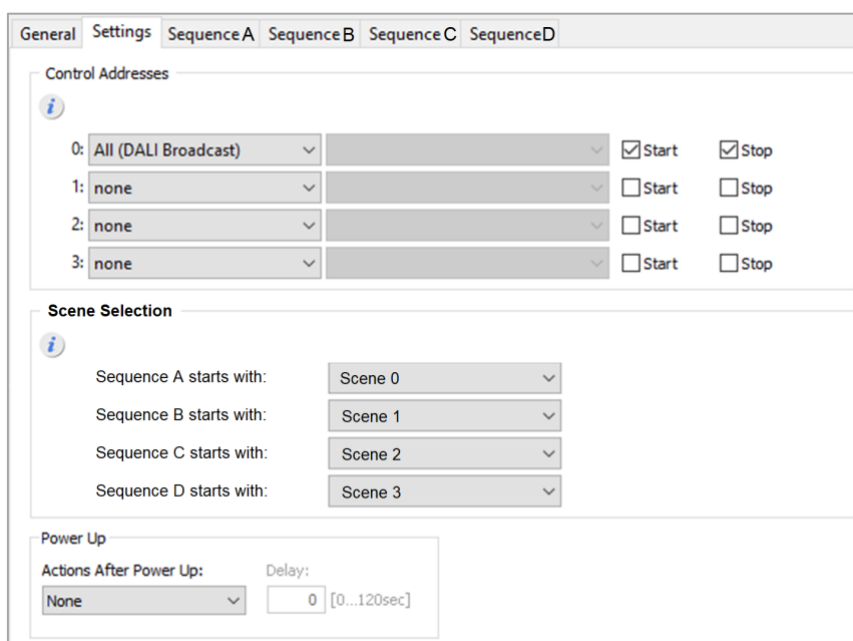 General Settings Sequence A Sequence B Sequence C Sequence D
Control Addresses
i
0: All (DALI Broadcast) Start Stop
1: none Start Stop
2: none Start Stop
3: none Start Stop
Scene Selection
i
Sequence A starts with: Scene 0
Sequence B starts with: Scene 1
Sequence C starts with: Scene 2
Sequence D starts with: Scene 3
Power Up
Actions After Power Up: Delay:
None 0 [0...120sec]